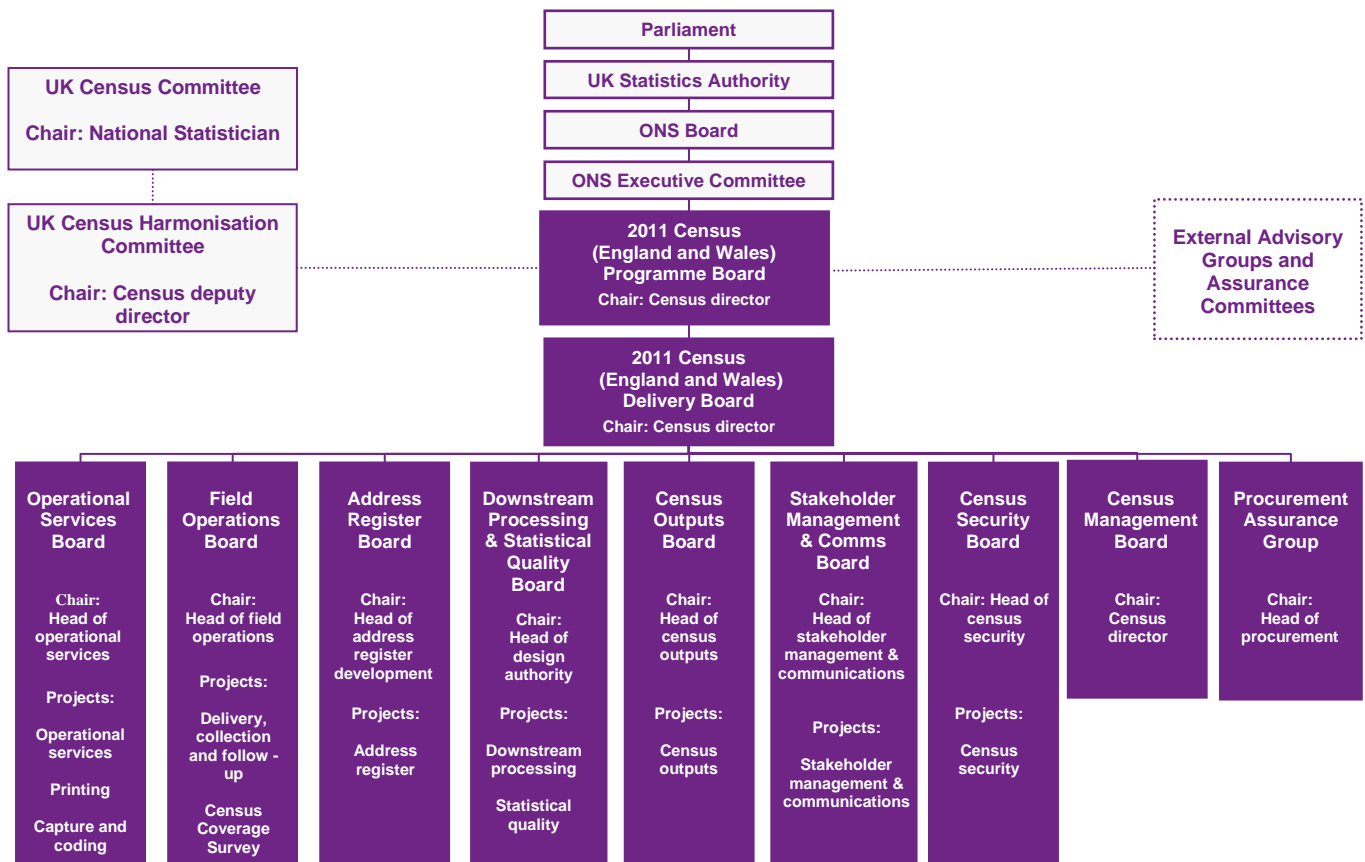 Parliament
UK Statistics Authority
ONS Board
ONS Executive Committee
UK Census Committee
Chair: National Statistician
UK Census Harmonisation
Committee
Chair: Census deputy
director
2011 Census
(England and Wales)
Programme Board
Chair: Census director
External Advisory
Groups and
Assurance
Committees
2011 Census
(England and Wales)
Delivery Board
Chair: Census director
Operational
Services
Board
Chair:
Head of
operational
services
Projects:
Operational
services
Printing
Capture and
coding
Field
Operations
Board
Chair:
Head of field
operations
Projects:
Delivery,
collection
and follow -
up
Census
Coverage
Survey
Address
Register
Board
Chair:
Head of
address
register
development
Projects:
Address
register
Downstream
Processing
& Statistical
Quality
Board
Chair:
Head of
design
authority
Projects:
Downstream
processing
Statistical
quality
Census
Outputs
Board
Chair:
Head of
census
outputs
Projects:
Census
outputs
Stakeholder
Management
& Comms
Board
Chair:
Head of
stakeholder
management &
communications
Projects:
Stakeholder
management &
communications
Census
Security
Board
Chair: Head of
census
security
Projects:
Census
security
Census
Management
Board
Chair:
Census
director
Procurement
Assurance
Group
Chair:
Head of
procurement